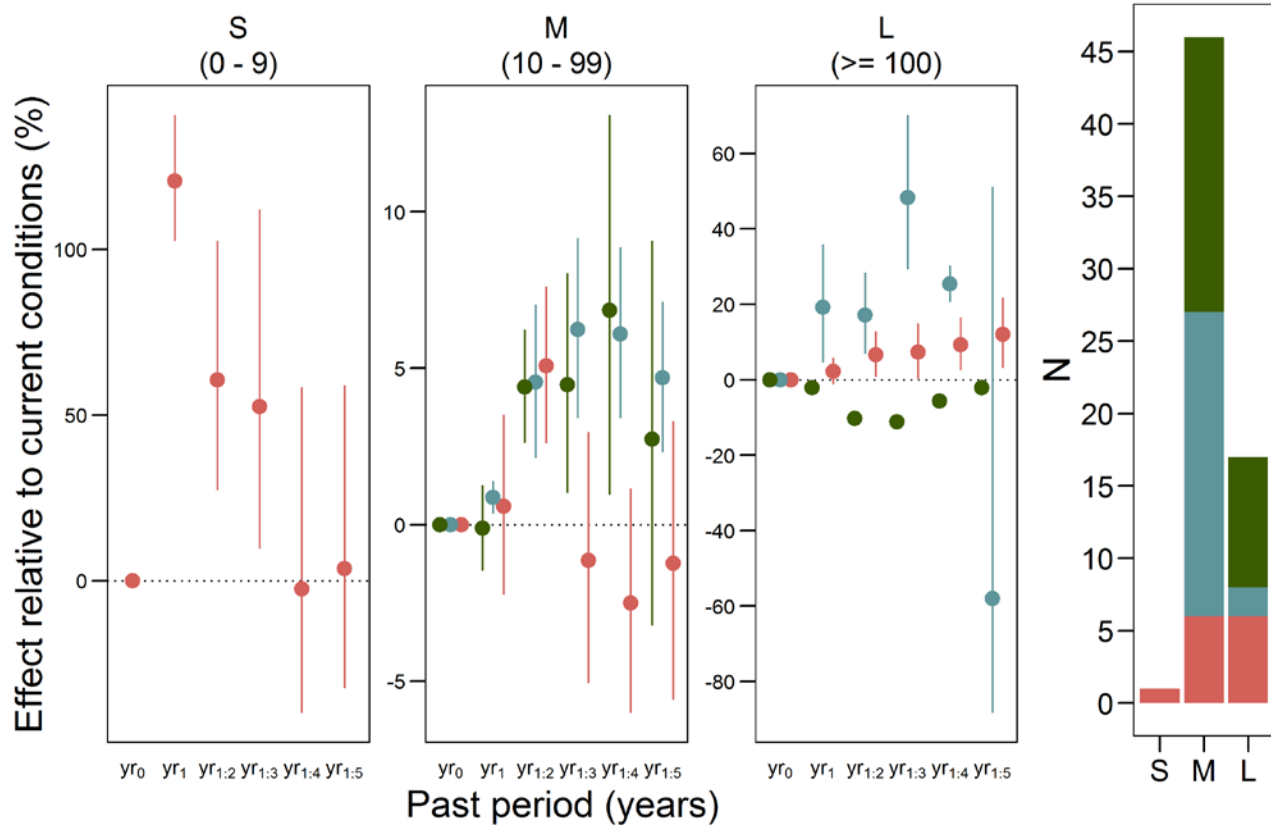 S
(0 - 9)
M
(10 - 99)
L
(>= 100)
Effect relative to current conditions (%)
100
50
0
10
5
0
-5
60
40
20
0
-20
-40
-60
-80
yr0 yr1 yr1:2 yr1:3 yr1:4 yr1:5
yr0 yr1 yr1:2 yr1:3 yr1:4 yr1:5
yr0 yr1 yr1:2 yr1:3 yr1:4 yr1:5
Past period (years)
N
45
40
35
30
25
20
15
10
5
0
S M L